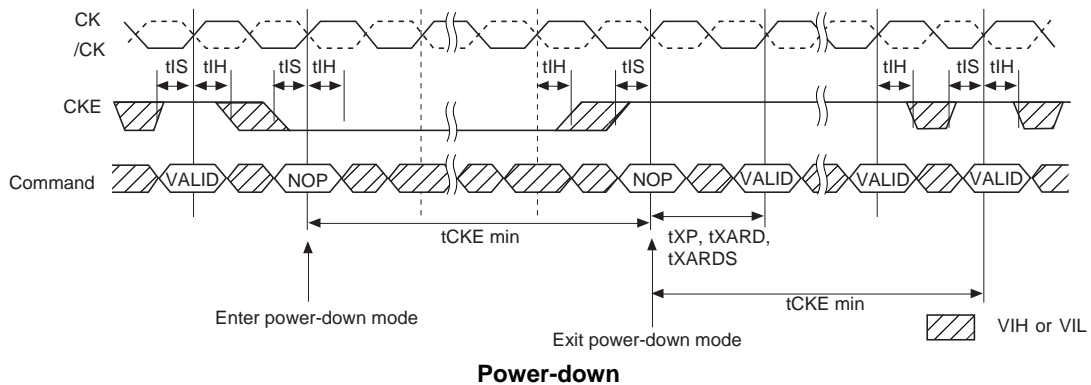 CK
/CK
tIS tIH tIS tIH tIH tIS tIH tIS tIH
CKE
Command VALID NOP NOP VALID VALID VALID
tCKE min
tXP, tXARD,
tXARDS
tCKE min
Enter power-down mode
Exit power-down mode
VIH or VIL
Power-down